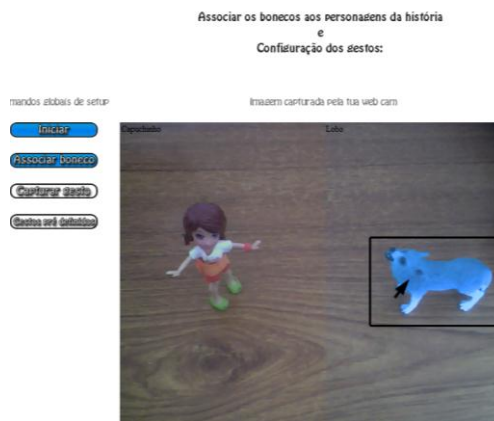 Associar os bonecos aos personagens da história
e
Configuração dos gestos:
mandos globais de setup
Imagem capturada pela tua web cam
Iniciar
Associar boneco
Capturar gesto
Gestos pré definidos
Capuchinho
Lobo